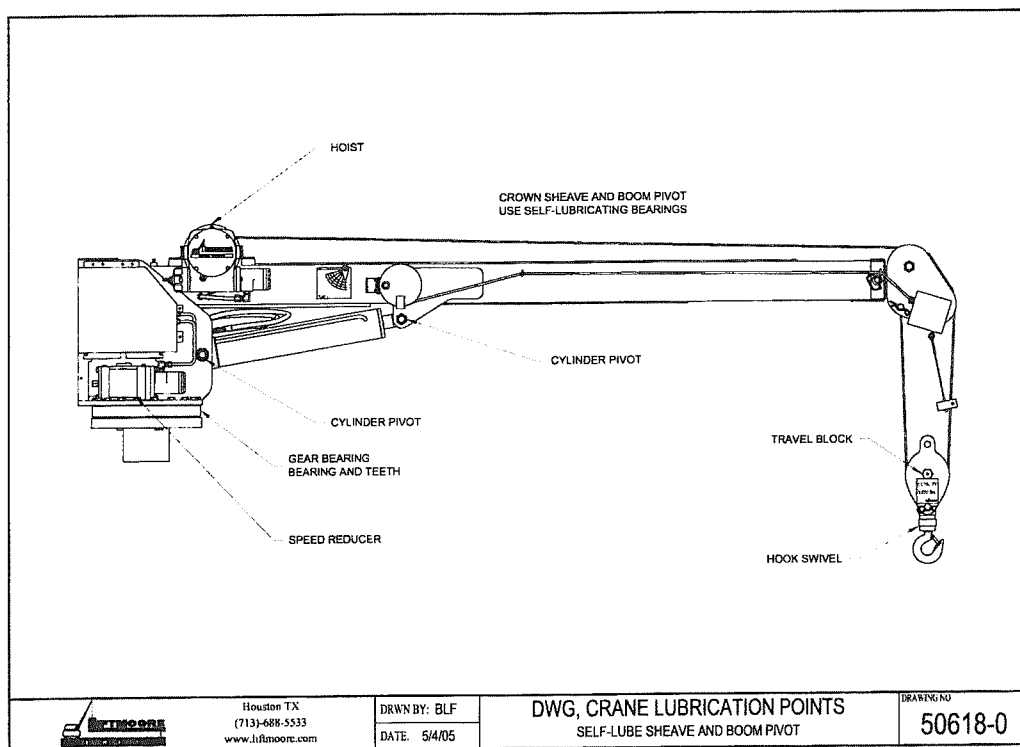 HOIST
CROWN SHEAVE AND BOOM PIVOT
USE SELF-LUBRICATING BEARINGS
CYLINDER PIVOT
CYLINDER PIVOT
TRAVEL BLOCK
GEAR BEARING
BEARING AND TEETH
SPEED REDUCER
HOOK SWIVEL
LIFTMOORE
Houston TX
(713)-688-5533
www.liftmoore.com
DRWN BY: BLF
DATE. 5/4/05
DWG, CRANE LUBRICATION POINTS
SELF-LUBE SHEAVE AND BOOM PIVOT
DRAWING NO
50618-0